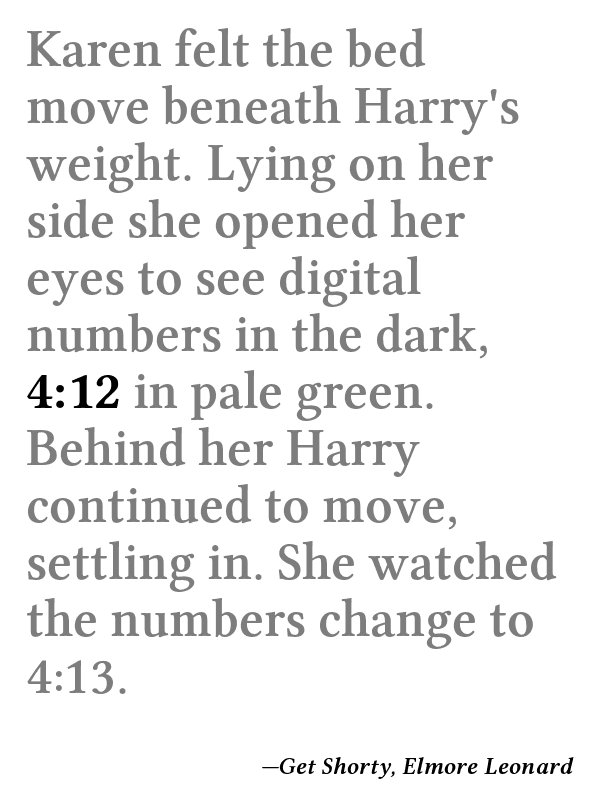 Karen felt the bed
move beneath Harry's
weight. Lying on her
side she opened her
eyes to see digital
numbers in the dark,
4:12 in pale green.
Behind her Harry
continued to move,
settling in. She watched
the numbers change to
4:13.
—Get Shorty, Elmore Leonard